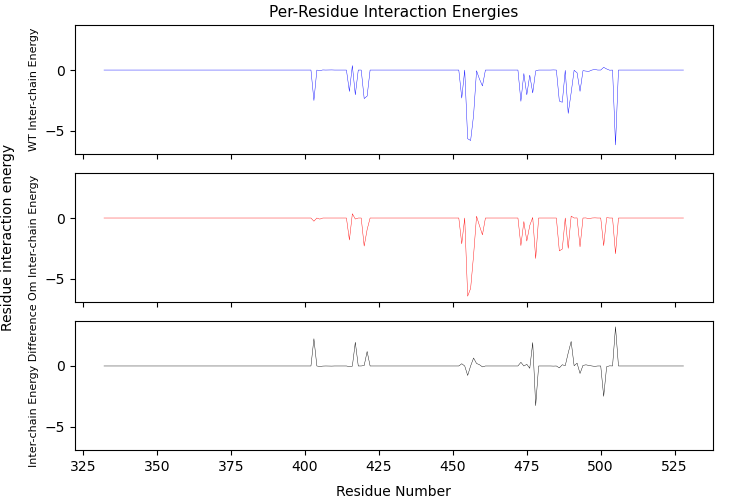 Per-Residue Interaction Energies
Residue interaction energy
WT Inter-chain Energy
0
−5
Om Inter-chain Energy
0
−5
Inter-chain Energy Difference
0
−5
325 350 375 400 425 450 475 500 525
Residue Number